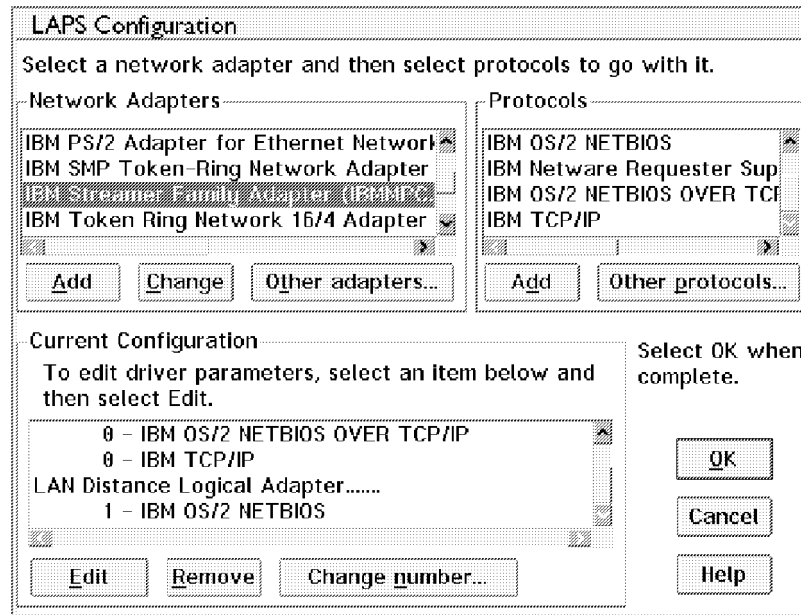 LAPS Configuration
Select a network adapter and then select protocols to go with it.
Network Adapters
IBM PS/2 Adapter for Ethernet Network
IBM SMP Token-Ring Network Adapter
IBM Streamer Family Adapter (IBMMPC.
IBM Token Ring Network 16/4 Adapter
Add
Change
Other adapters...
Protocols
IBM OS/2 NETBIOS
IBM Netware Requester Sup
IBM OS/2 NETBIOS OVER TCP
IBM TCP/IP
Add
Other protocols...
Current Configuration
To edit driver parameters, select an item below and
then select Edit.
0 - IBM OS/2 NETBIOS OVER TCP/IP
0 - IBM TCP/IP
LAN Distance Logical Adapter.......
1 - IBM OS/2 NETBIOS
Edit
Remove
Change number...
Select OK when
complete.
OK
Cancel
Help